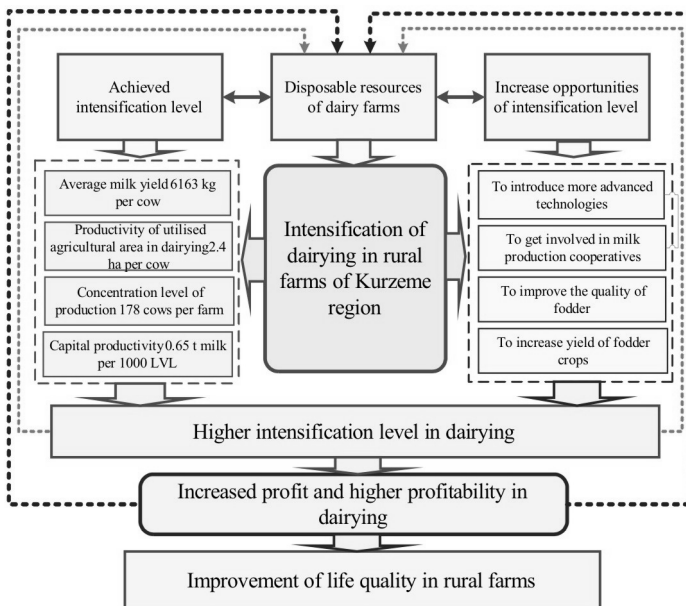 Achieved
intensification level
Disposable resources
of dairy farms
Increase opportunities
of intensification level
Average milk yield 6163 kg
per cow
Productivity of utilised
agricultural area in dairying2.4
ha per cow
Concentration level of
production 178 cows per farm
Capital productivity 0.65 t milk
per 1000 LVL
Intensification of
dairying in rural
farms of Kurzeme
region
To introduce more advanced
technologies
To get involved in milk
production cooperatives
To improve the quality of
fodder
To increase yield of fodder
crops
Higher intensification level in dairying
Increased profit and higher profitability in
dairying
Improvement of life quality in rural farms